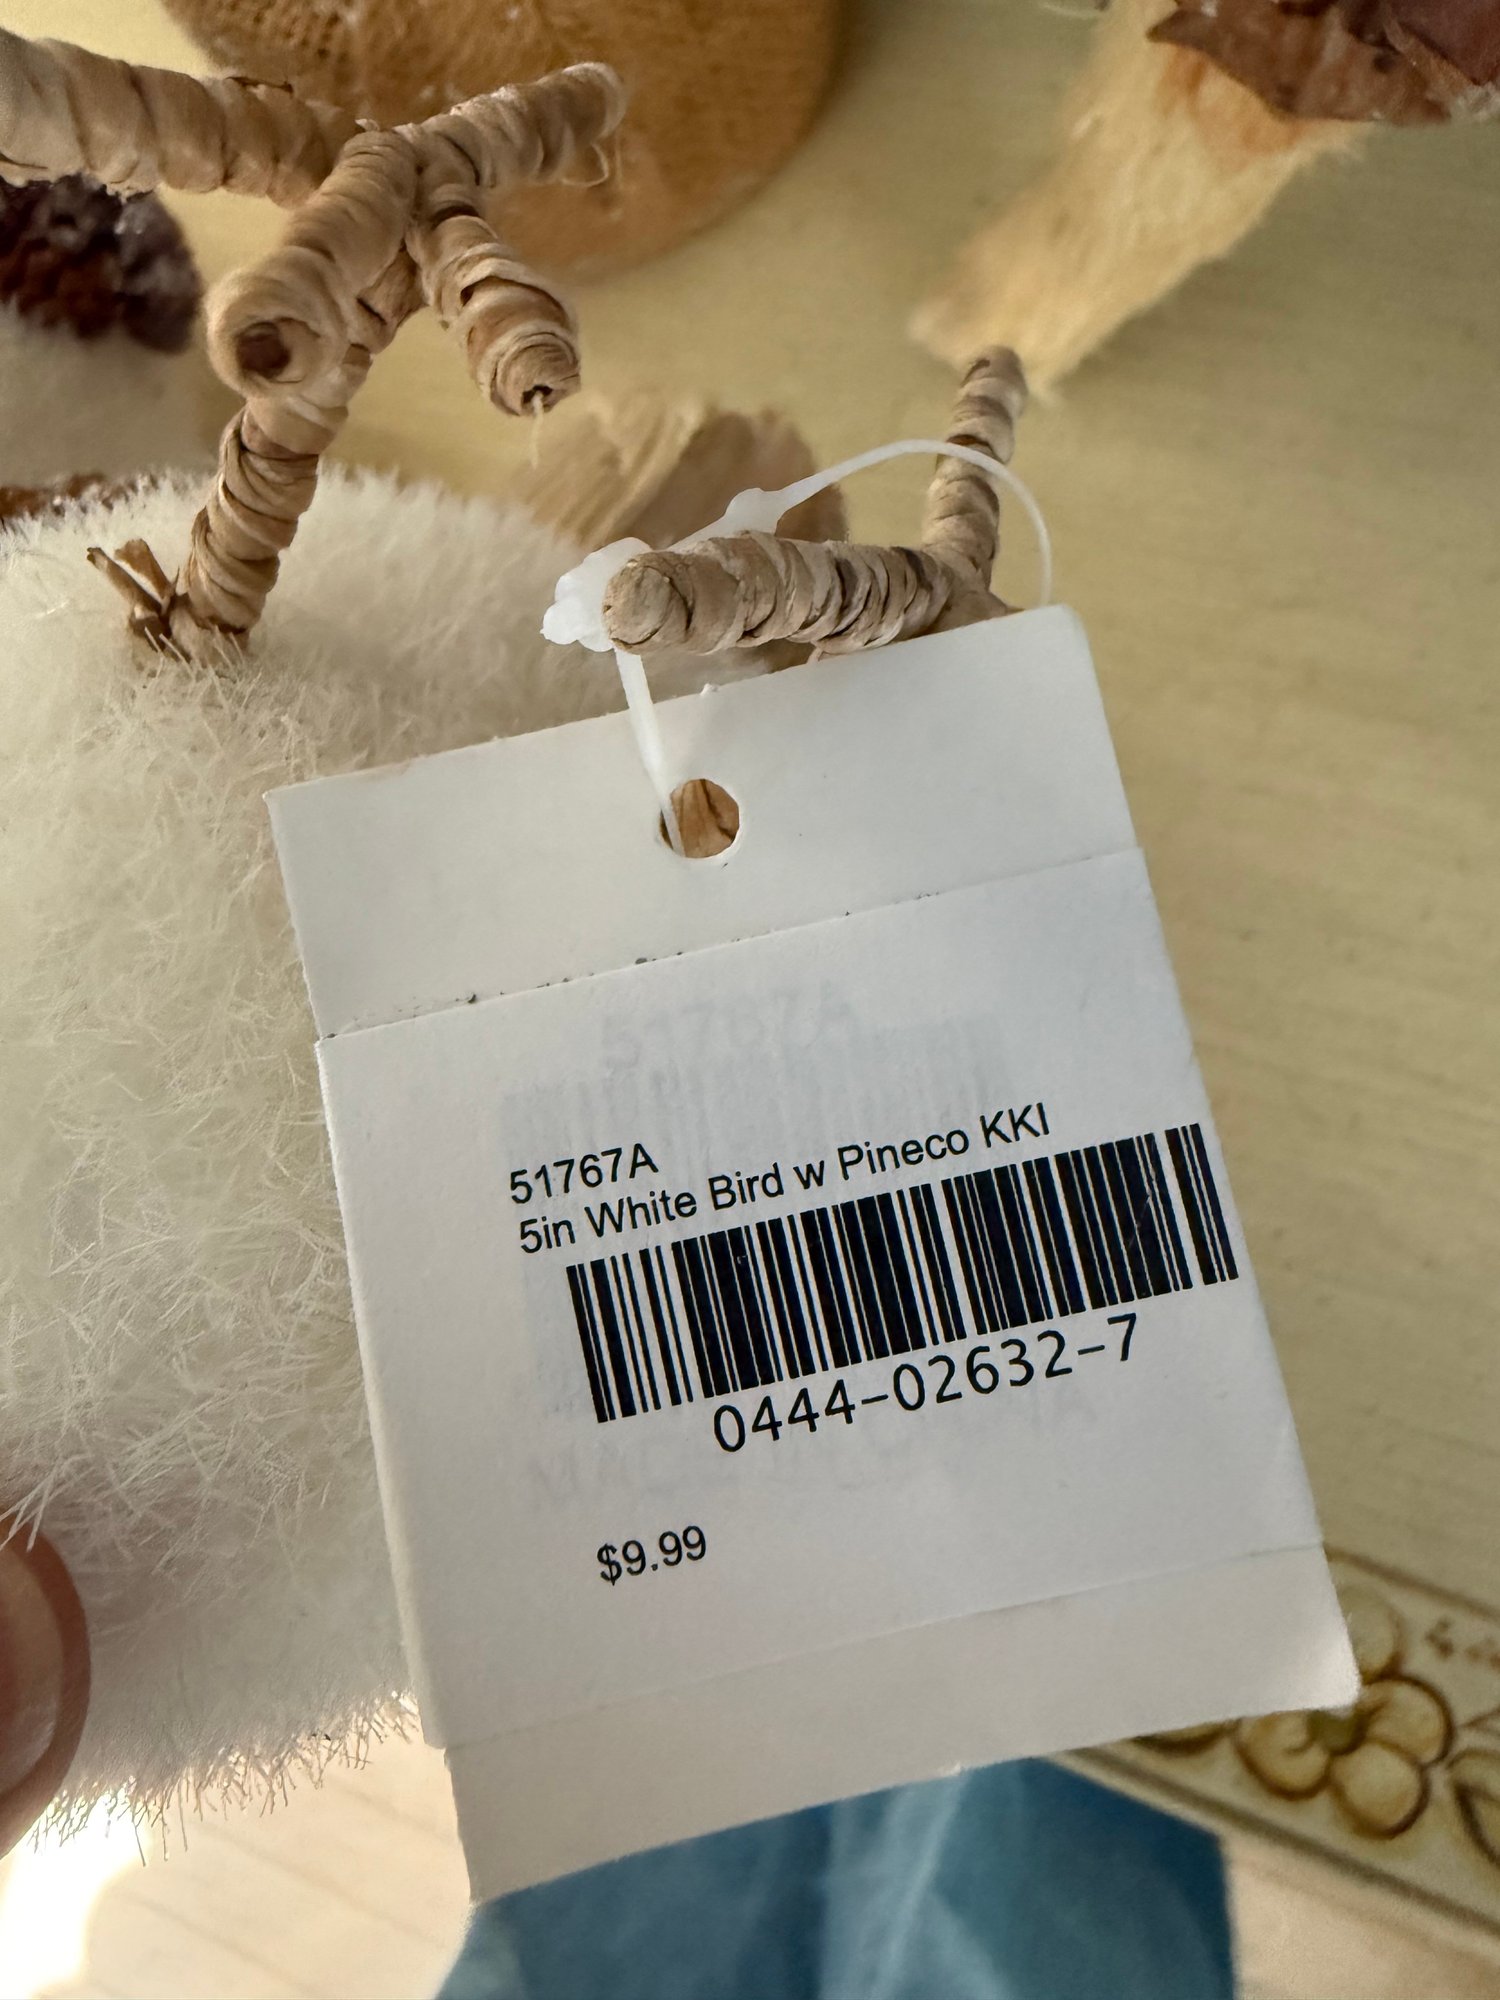 51767A
5in White Bird w Pineco KKI
0444-02632-7
$9.99